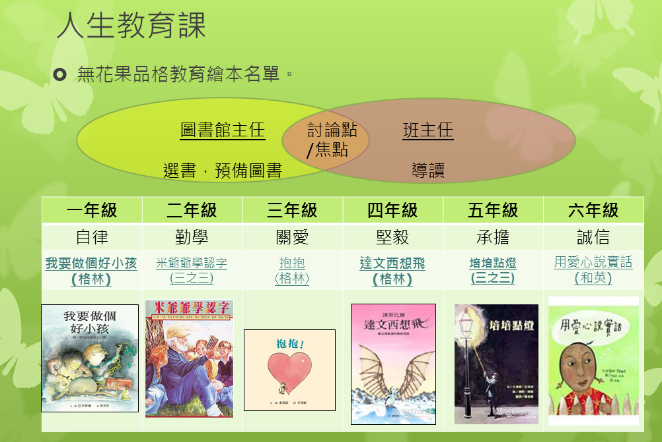 人生教育課
無花果品格教育繪本名單。
圖書館主任
選書，預備圖書
討論點
/焦點
班主任
導讀
一年級 二年級 三年級 四年級 五年級 六年級
自律 勤學 關愛 堅毅 承擔 誠信
我要做個好小孩 米爺爺學認字 抱抱 達文西想飛 培培點燈 用愛心說實話
(格林) (三之三) (格林) (格林) (三之三) (和英)
我要做個
好小孩
米爺爺學認字
抱抱!
達文西想飛
培培點燈
用愛心說實話